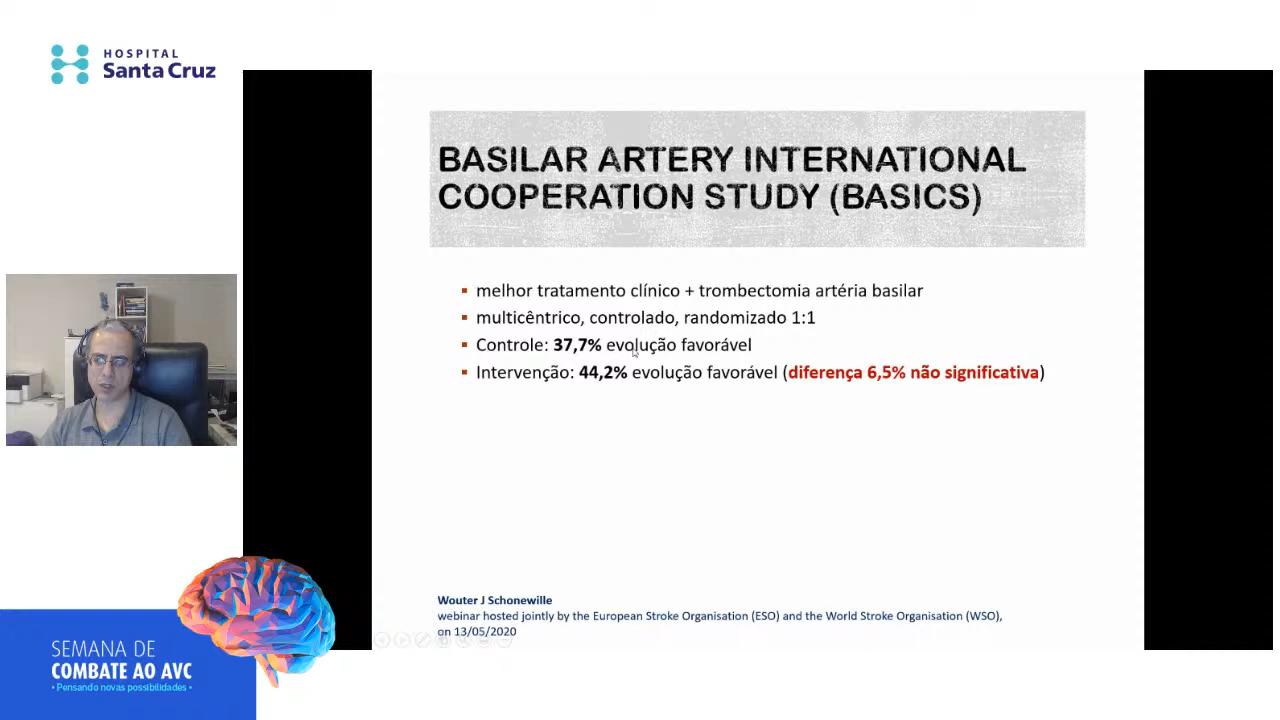 HOSPITAL
Santa Cruz
BASILAR ARTERY INTERNATIONAL
COOPERATION STUDY (BASICS)
▪ melhor tratamento clínico + trombectomia artéria basilar
▪ multicêntrico, controlado, randomizado 1:1
▪ Controle: 37,7% evolução favorável
▪ Intervenção: 44,2% evolução favorável (diferença 6,5% não significativa)
Wouter J Schonewille
webinar hosted jointly by the European Stroke Organisation (ESO) and the World Stroke Organisation (WSO),
on 13/05/2020
SEMANA DE
COMBATE AO AVC
• Pensando novas possibilidades •